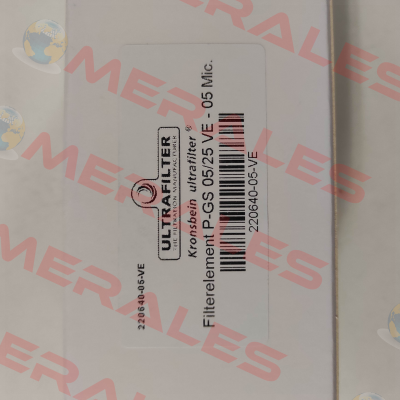 ULTRAFILTER
THE FILTRATION MANUFACTURER
Kronsbein ultrafilter ®
Filterelement P-GS 05/25 VE - 05 Mic.
220640-05-VE
220640-05-VE
MERALES
MERALES
MERALES